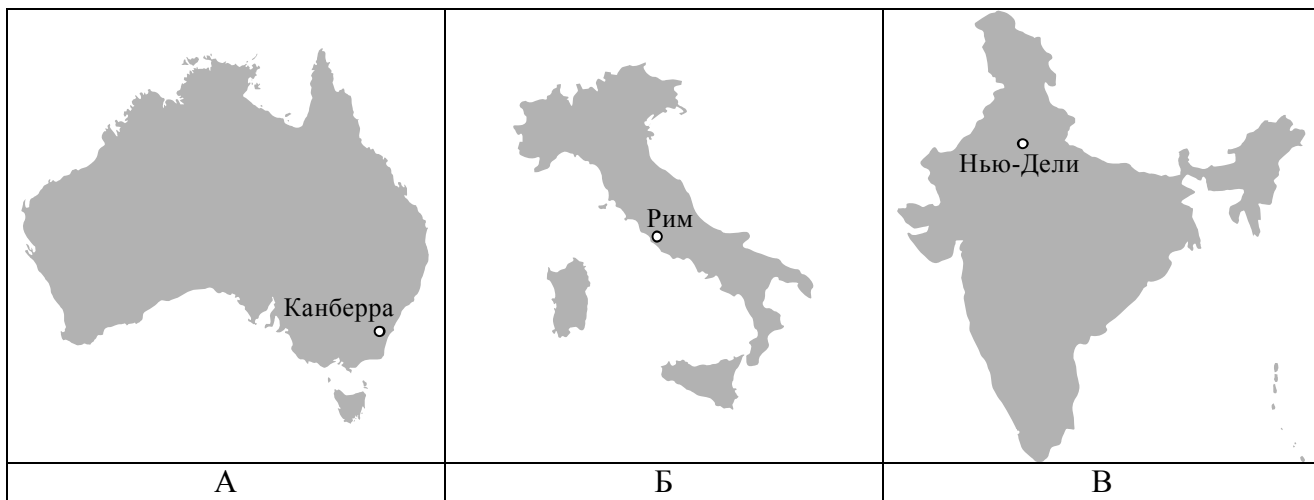 Канберра
Рим
Нью-Дели
А
Б
В